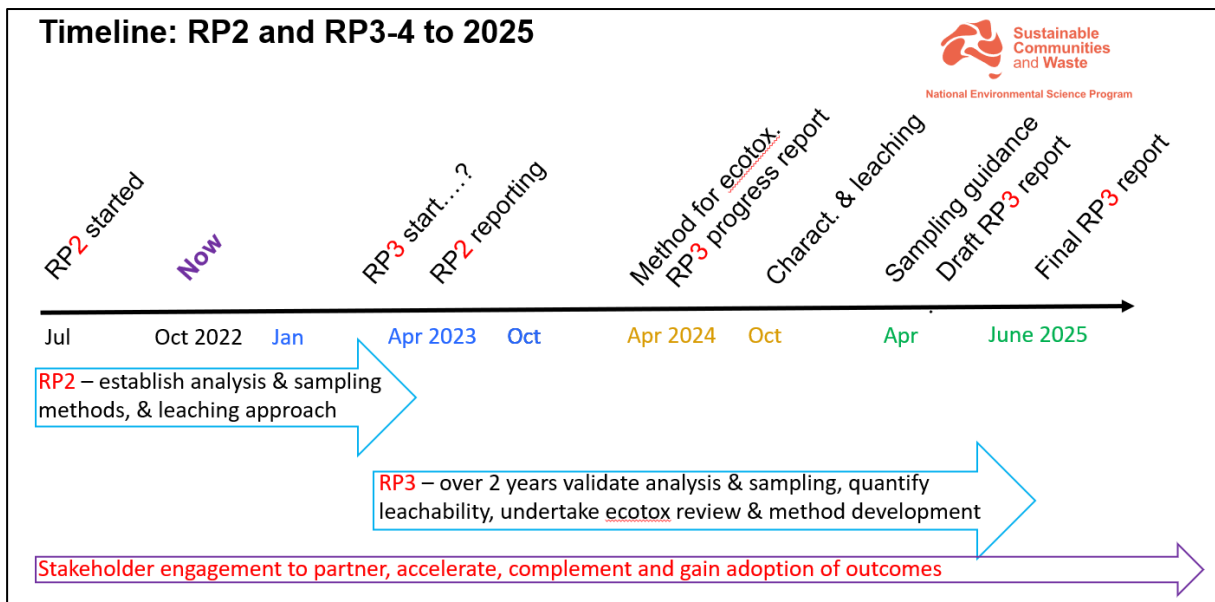 Timeline: RP2 and RP3-4 to 2025
Sustainable
Communities
and Waste
National Environmental Science Program
RP2 started
Now
RP3 start....?
RP2 reporting
Method for ecotox.
RP3 progress report
Charact. & leaching
Sampling guidance
Draft RP3 report
Final RP3 report
Jul
Oct 2022
Jan
Apr 2023
Oct
Apr 2024
Oct
Apr
June 2025
RP2 – establish analysis & sampling
methods, & leaching approach
RP3 – over 2 years validate analysis & sampling, quantify
leachability, undertake ecotox review & method development
Stakeholder engagement to partner, accelerate, complement and gain adoption of outcomes